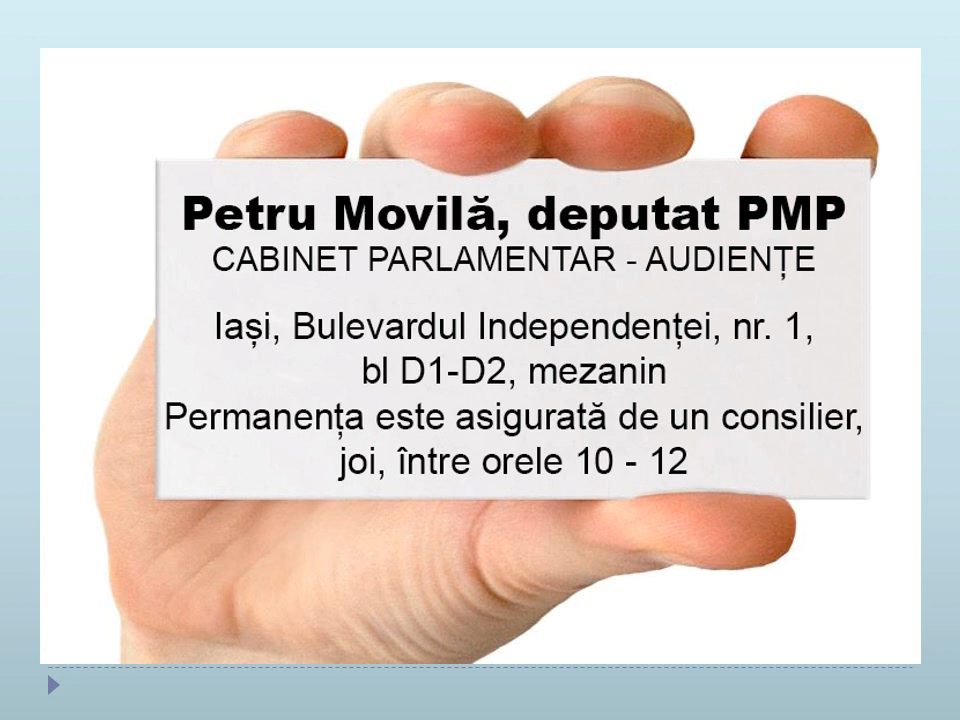 Petru Movilă, deputat PMP
CABINET PARLAMENTAR - AUDIENȚE
Iași, Bulevardul Independenței, nr. 1,
bl D1-D2, mezanin
Permanența este asigurată de un consilier,
joi, între orele 10 - 12